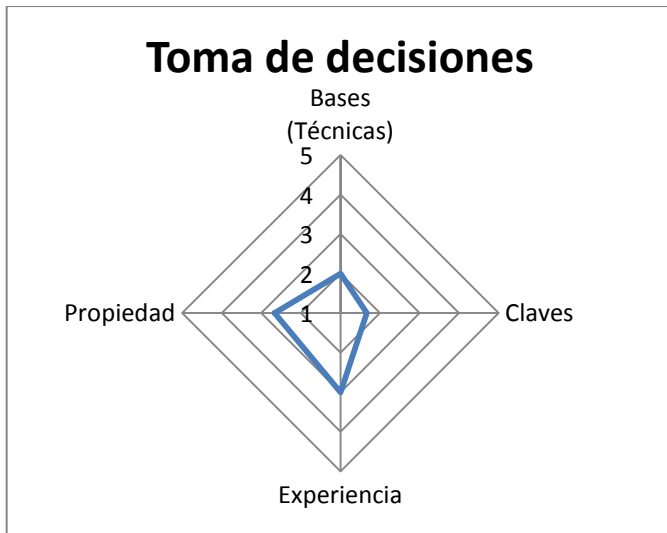 Toma de decisiones
Bases
(Técnicas)
5
4
3
2
1
Propiedad
Claves
Experiencia